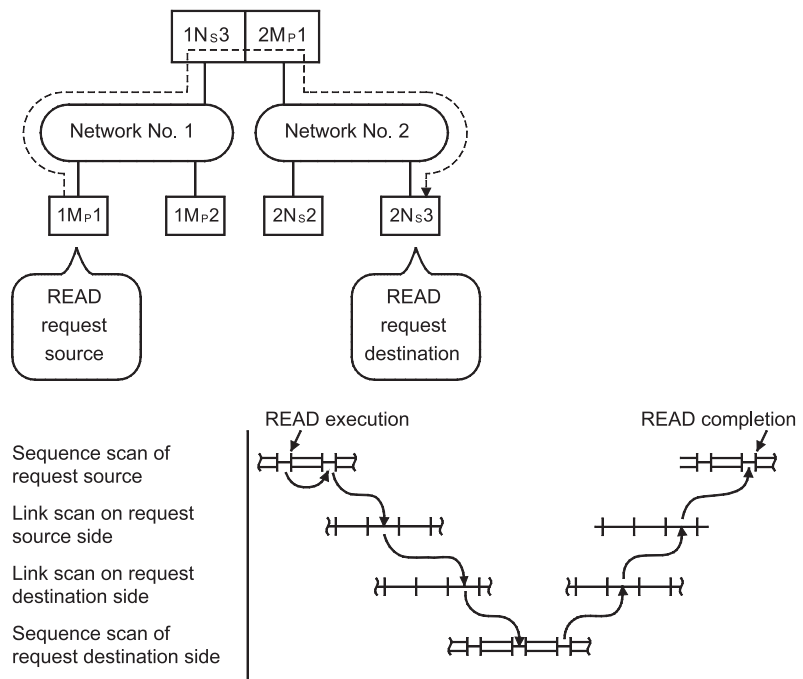 1Ns3 2Mp1
Network No. 1
Network No. 2
1Mp1
1Mp2
2Ns2
2Ns3
READ
request
source
READ
request
destination
READ execution
READ completion
Sequence scan of
request source
Link scan on request
source side
Link scan on request
destination side
Sequence scan of
request destination side